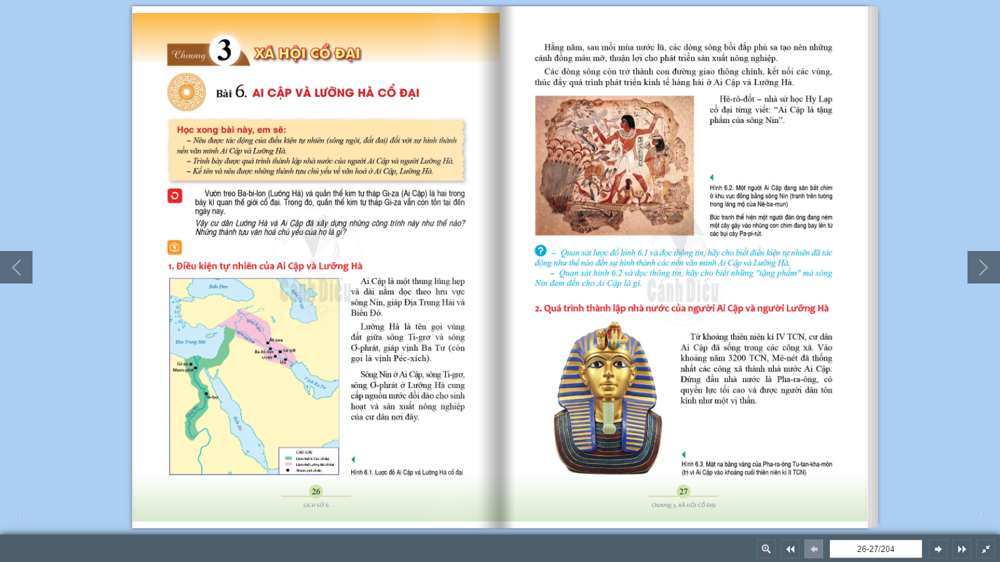 Chương 3 XÃ HỘI CỔ ĐẠI
Bài 6. AI CẬP VÀ LƯỠNG HÀ CỔ ĐẠI
Học xong bài này, em sẽ:
– Nêu được tác động của điều kiện tự nhiên (sông ngòi, đất đai) đối với sự hình thành
nền văn minh Ai Cập và Lưỡng Hà.
– Trình bày được quá trình thành lập nhà nước của người Ai Cập và người Lưỡng Hà.
– Kể tên và nêu được những thành tựu chủ yếu về văn hoá ở Ai Cập, Lưỡng Hà.
Vườn treo Ba-bi-lon (Lưỡng Hà) và quần thể kim tự tháp Gi-za (Ai Cập) là hai trong
bảy kì quan thế giới cổ đại. Trong đó, quần thể kim tự tháp Gi-za vẫn còn tồn tại đến
ngày nay.
Vậy cư dân Lưỡng Hà và Ai Cập đã xây dựng những công trình này như thế nào?
Những thành tựu văn hoá chủ yếu của họ là gì?
1. Điều kiện tự nhiên của Ai Cập và Lưỡng Hà
Biển Đen
Biển Ca-xpi
Địa Trung Hải
Sông Ti-grơ
Sông Ơ-phrát
Át-sua
Ba-bi-lon
La-gát
U-rúc
Ua
Gi-za
Mem-phít
Te-bơ
Sông Nin
Biển Đỏ
Vịnh Ba Tư
CHÚ GIẢI
Lãnh thổ Ai Cập cổ đại
Lãnh thổ Lưỡng Hà cổ đại
Thành phố cổ đại
Ai Cập là một thung lũng hẹp
và dài nằm dọc theo lưu vực
sông Nin, giáp Địa Trung Hải và
Biển Đỏ.
Lưỡng Hà là tên gọi vùng
đất giữa sông Ti-grơ và sông
Ơ-phrát, giáp vịnh Ba Tư (còn
gọi là vịnh Péc-xích).
Sông Nin ở Ai Cập, sông Ti-grơ,
sông Ơ-phrát ở Lưỡng Hà cung
cấp nguồn nước dồi dào cho sinh
hoạt và sản xuất nông nghiệp
của cư dân nơi đây.
Hình 6.1. Lược đồ Ai Cập và Lưỡng Hà cổ đại
Cánh Diều
26
LỊCH SỬ 6
Hằng năm, sau mỗi mùa nước lũ, các dòng sông bồi đắp phù sa tạo nên những
cánh đồng màu mỡ, thuận lợi cho phát triển sản xuất nông nghiệp.
Các dòng sông còn trở thành con đường giao thông chính, kết nối các vùng,
thúc đẩy quá trình phát triển kinh tế hàng hải ở Ai Cập và Lưỡng Hà.
Hê-rô-đốt – nhà sử học Hy Lạp
cổ đại từng viết: “Ai Cập là tặng
phẩm của sông Nin”.
Hình 6.2. Một người Ai Cập đang săn bắt chim
ở khu vực đồng bằng sông Nin (tranh trên tường
trong lăng mộ của Nê-ba-mun)
Bức tranh thể hiện một người đàn ông đang ném
một cây gậy vào những con chim đang bay lên từ
các bụi cây Pa-pi-rút.
? – Quan sát lược đồ hình 6.1 và đọc thông tin, hãy cho biết điều kiện tự nhiên đã tác
động như thế nào đến sự hình thành các nền văn minh Ai Cập và Lưỡng Hà.
– Quan sát hình 6.2 và đọc thông tin, hãy cho biết những "tặng phẩm" mà sông
Nin đem đến cho Ai Cập là gì.
Cánh Diều
2. Quá trình thành lập nhà nước của người Ai Cập và người Lưỡng Hà
Từ khoảng thiên niên kỉ IV TCN, cư dân
Ai Cập đã sống trong các công xã. Vào
khoảng năm 3200 TCN, Mê-nét đã thống
nhất các công xã thành nhà nước Ai Cập.
Đứng đầu nhà nước là Pha-ra-ông, có
quyền lực tối cao và được người dân tôn
kính như một vị thần.
Hình 6.3. Mặt nạ bằng vàng của Pha-ra-ông Tu-tan-kha-môn
(trị vì Ai Cập vào khoảng cuối thiên niên kỉ II TCN)
27
Chương 3. XÃ HỘI CỔ ĐẠI
26-27/204